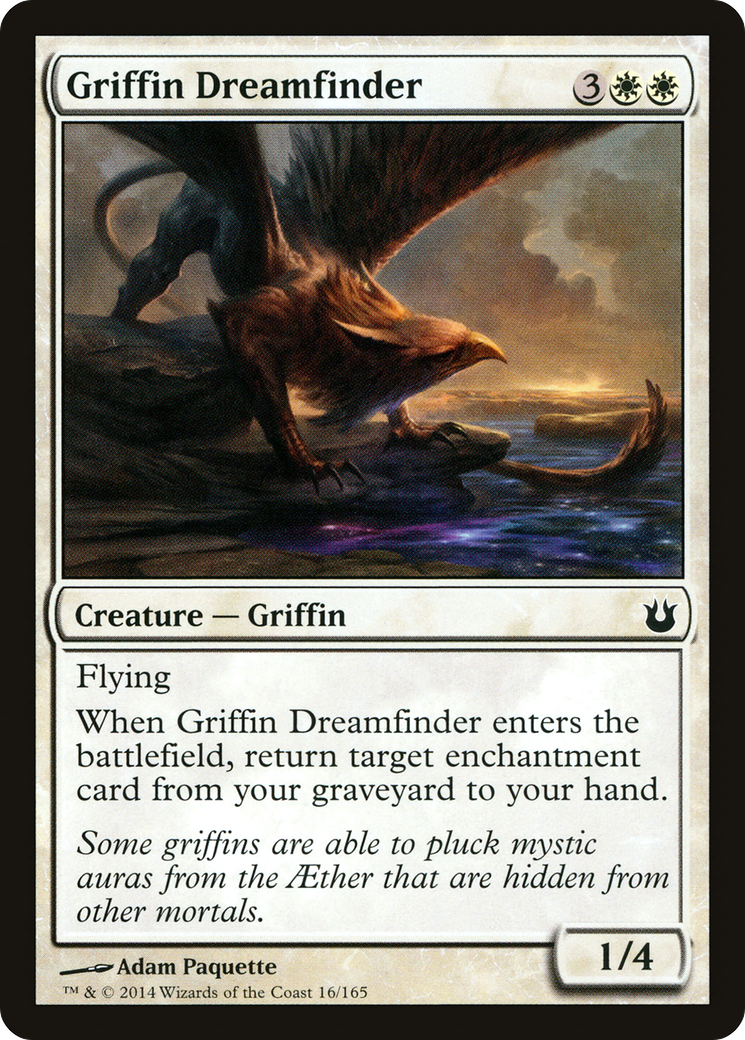 Griffin Dreamfinder 3
Creature — Griffin
Flying
When Griffin Dreamfinder enters the
battlefield, return target enchantment
card from your graveyard to your hand.
Some griffins are able to pluck mystic
auras from the Æther that are hidden from
other mortals.
1/4
Adam Paquette
™ & © 2014 Wizards of the Coast 16/165